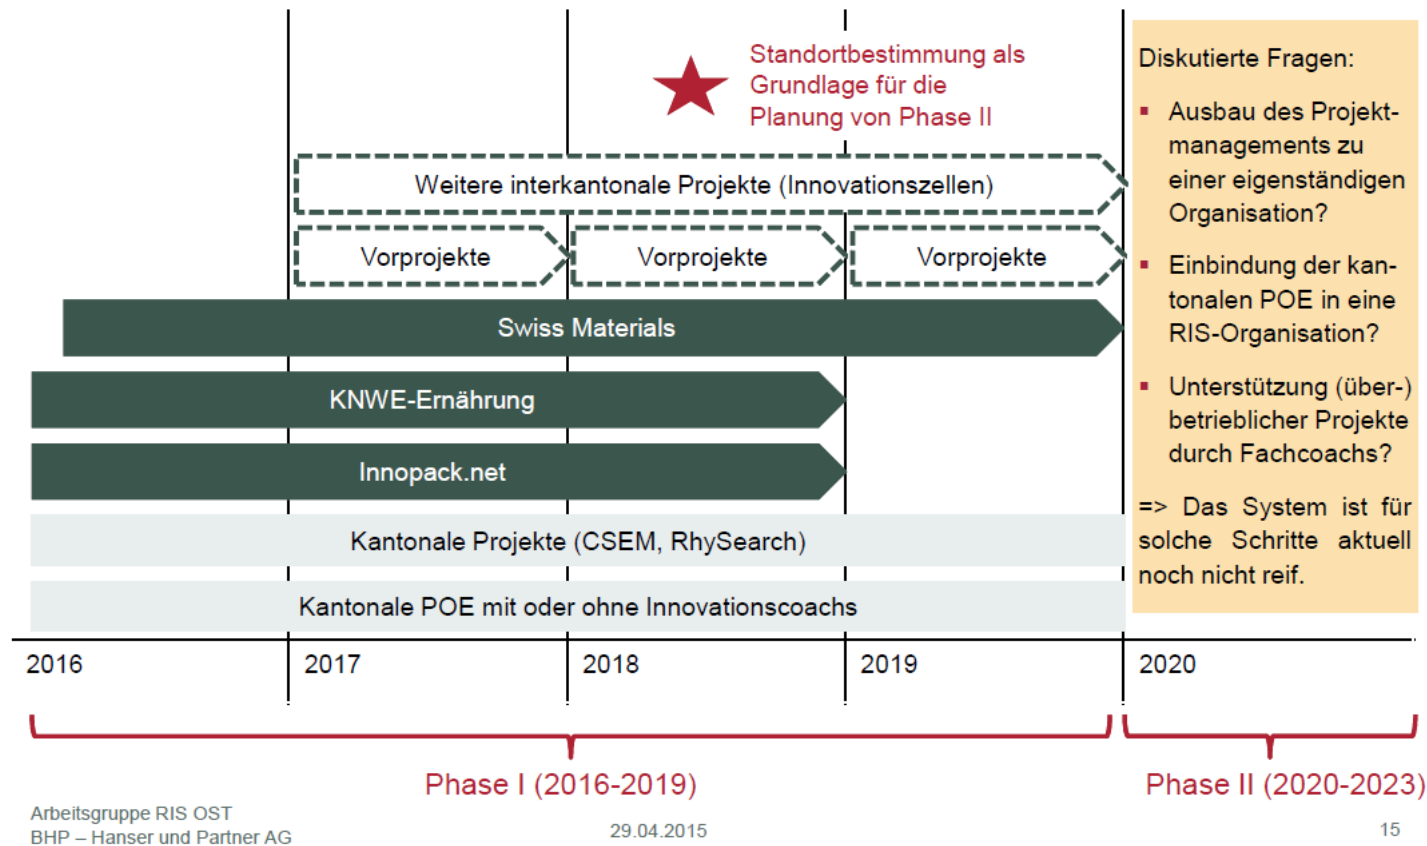 Standortbestimmung als
Grundlage für die
Planung von Phase II
Weitere interkantonale Projekte (Innovationszellen)
Vorprojekte
Vorprojekte
Vorprojekte
Swiss Materials
KNWE-Ernährung
Innopack.net
Kantonale Projekte (CSEM, RhySearch)
Kantonale POE mit oder ohne Innovationscoachs
2016
2017
2018
2019
2020
Diskutierte Fragen:
▪ Ausbau des Projekt-
managements zu
einer eigenständigen
Organisation?
▪ Einbindung der kan-
tonalen POE in eine
RIS-Organisation?
▪ Unterstützung (über-)
betrieblicher Projekte
durch Fachcoachs?
=> Das System ist für
solche Schritte aktuell
noch nicht reif.
Phase I (2016-2019)
Phase II (2020-2023)
Arbeitsgruppe RIS OST
BHP – Hanser und Partner AG
29.04.2015
15